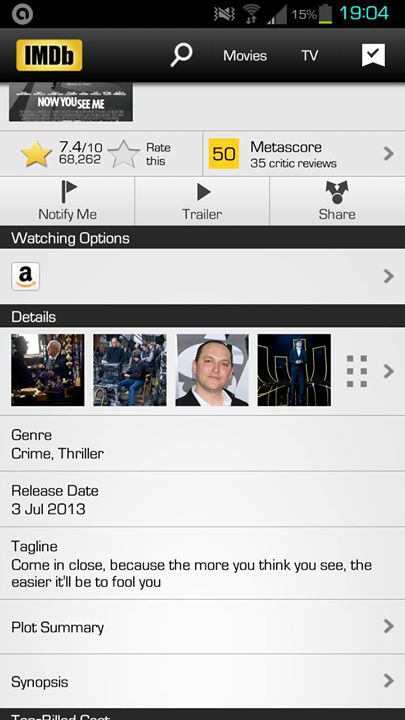 15% 19:04
IMDb Movies TV
NOW YOU SEE ME
7.4/10
68,262
Rate
this
50
Metascore
35 critic reviews
Notify Me
Trailer
Share
Watching Options
a
Details
Genre
Crime, Thriller
Release Date
3 Jul 2013
Tagline
Come in close, because the more you think you see, the
easier it'll be to fool you
Plot Summary
Synopsis
Top-Billed Cast